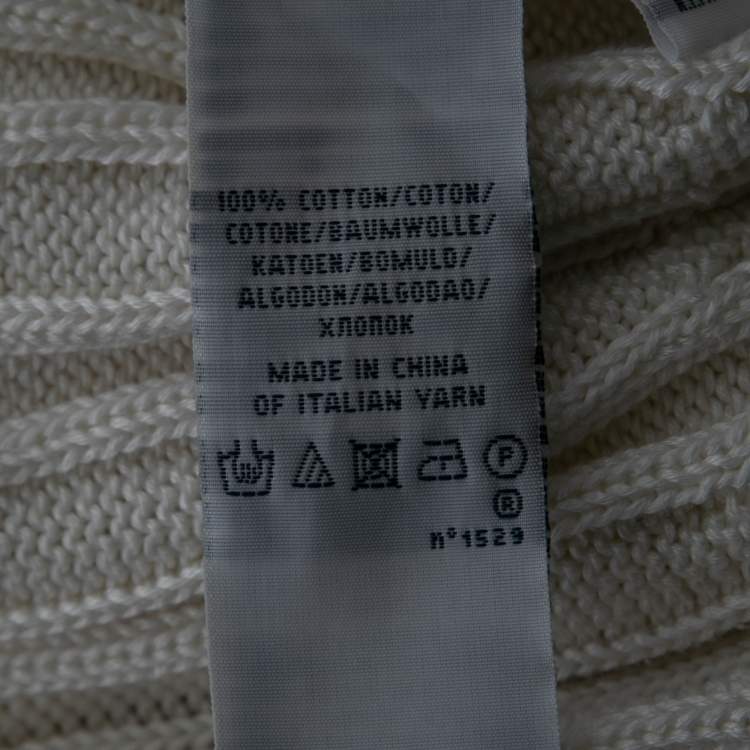 100% COTTON/COTON/
COTONE/BAUMWOLLE/
KATOEN/BOMULD/
ALGODON/ALGODAO/
ХЛОПОК
MADE IN CHINA
OF ITALIAN YARN
P
®
n°1529